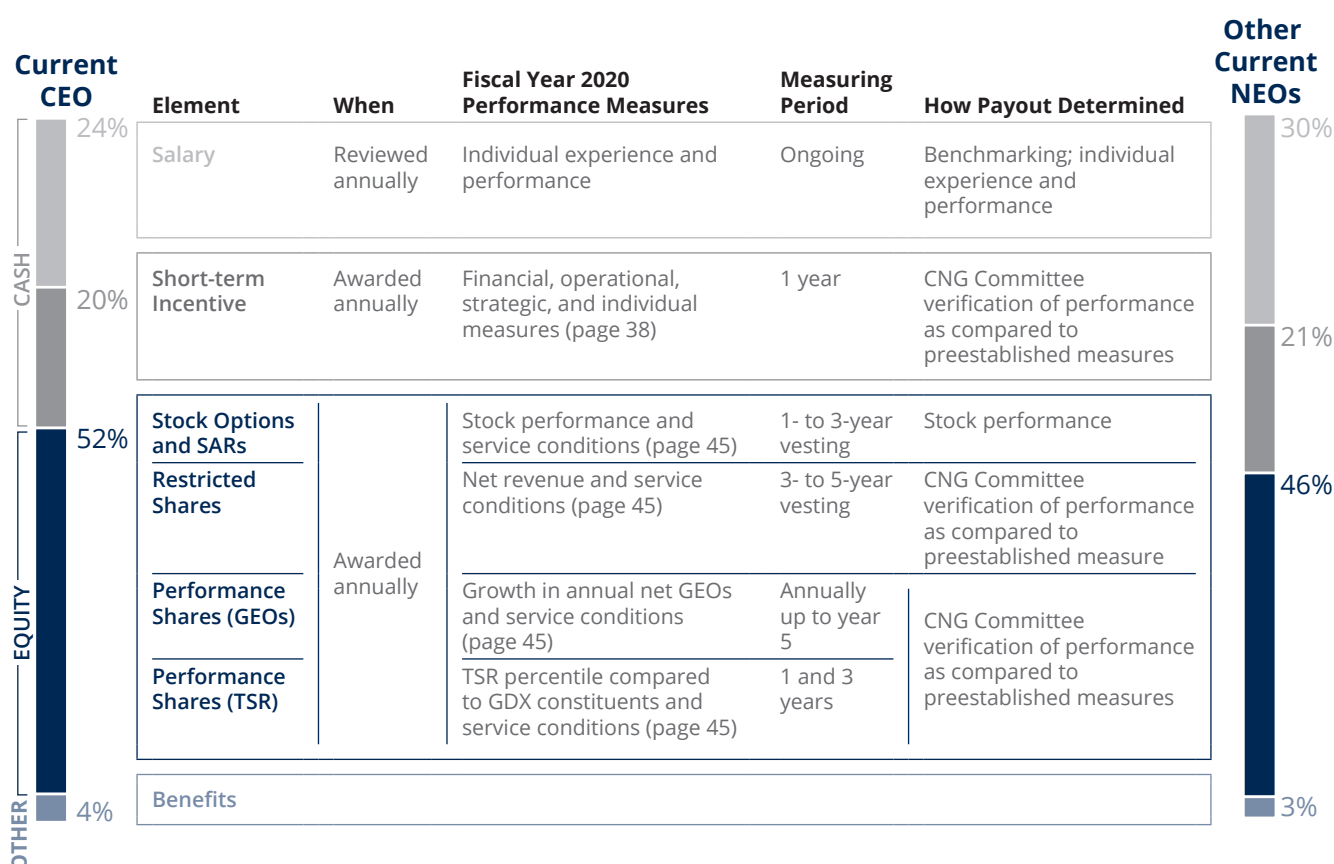 Current
CEO
Other
Current
NEOs
Element
When
Fiscal Year 2020
Performance Measures
Measuring
Period
How Payout Determined
CASH
EQUITY
OTHER
24%
20%
52%
4%
Salary
Reviewed
annually
Individual experience and
performance
Ongoing
Benchmarking; individual
experience and
performance
Short-term
Incentive
Awarded
annually
Financial, operational,
strategic, and individual
measures (page 38)
1 year
CNG Committee
verification of performance
as compared to
preestablished measures
Stock Options
and SARs
Awarded
annually
Stock performance and
service conditions (page 45)
1- to 3-year
vesting
Stock performance
Restricted
Shares
Net revenue and service
conditions (page 45)
3- to 5-year
vesting
CNG Committee
verification of performance
as compared to
preestablished measure
Performance
Shares (GEOs)
Growth in annual net GEOs
and service conditions
(page 45)
Annually
up to year
5
CNG Committee
verification of performance
as compared to
preestablished measures
Performance
Shares (TSR)
TSR percentile compared
to GDX constituents and
service conditions (page 45)
1 and 3
years
Benefits
30%
21%
46%
3%